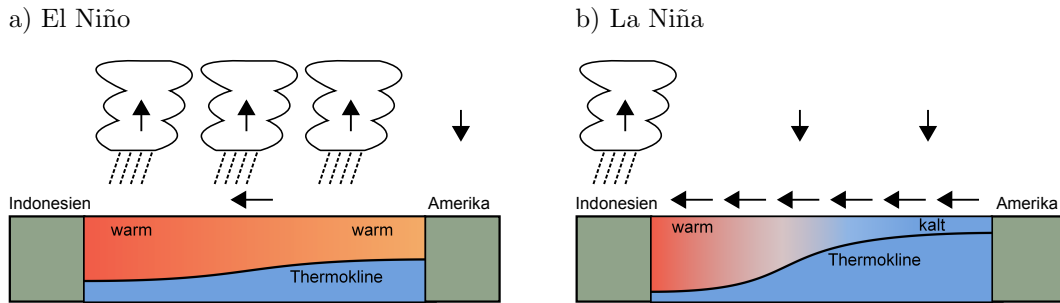 a) El Niño
b) La Niña
Indonesien
Amerika
warm
warm
Thermokline
Indonesien
Amerika
warm
kalt
Thermokline